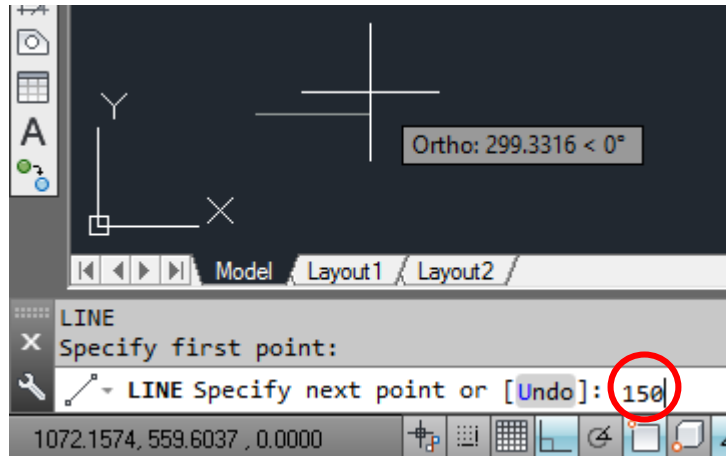 A
Y
Ortho: 299.3316 < 0°
X
Model Layout1 Layout2
LINE
Specify first point:
LINE Specify next point or [Undo]: 150
1072.1574, 559.6037 , 0.0000